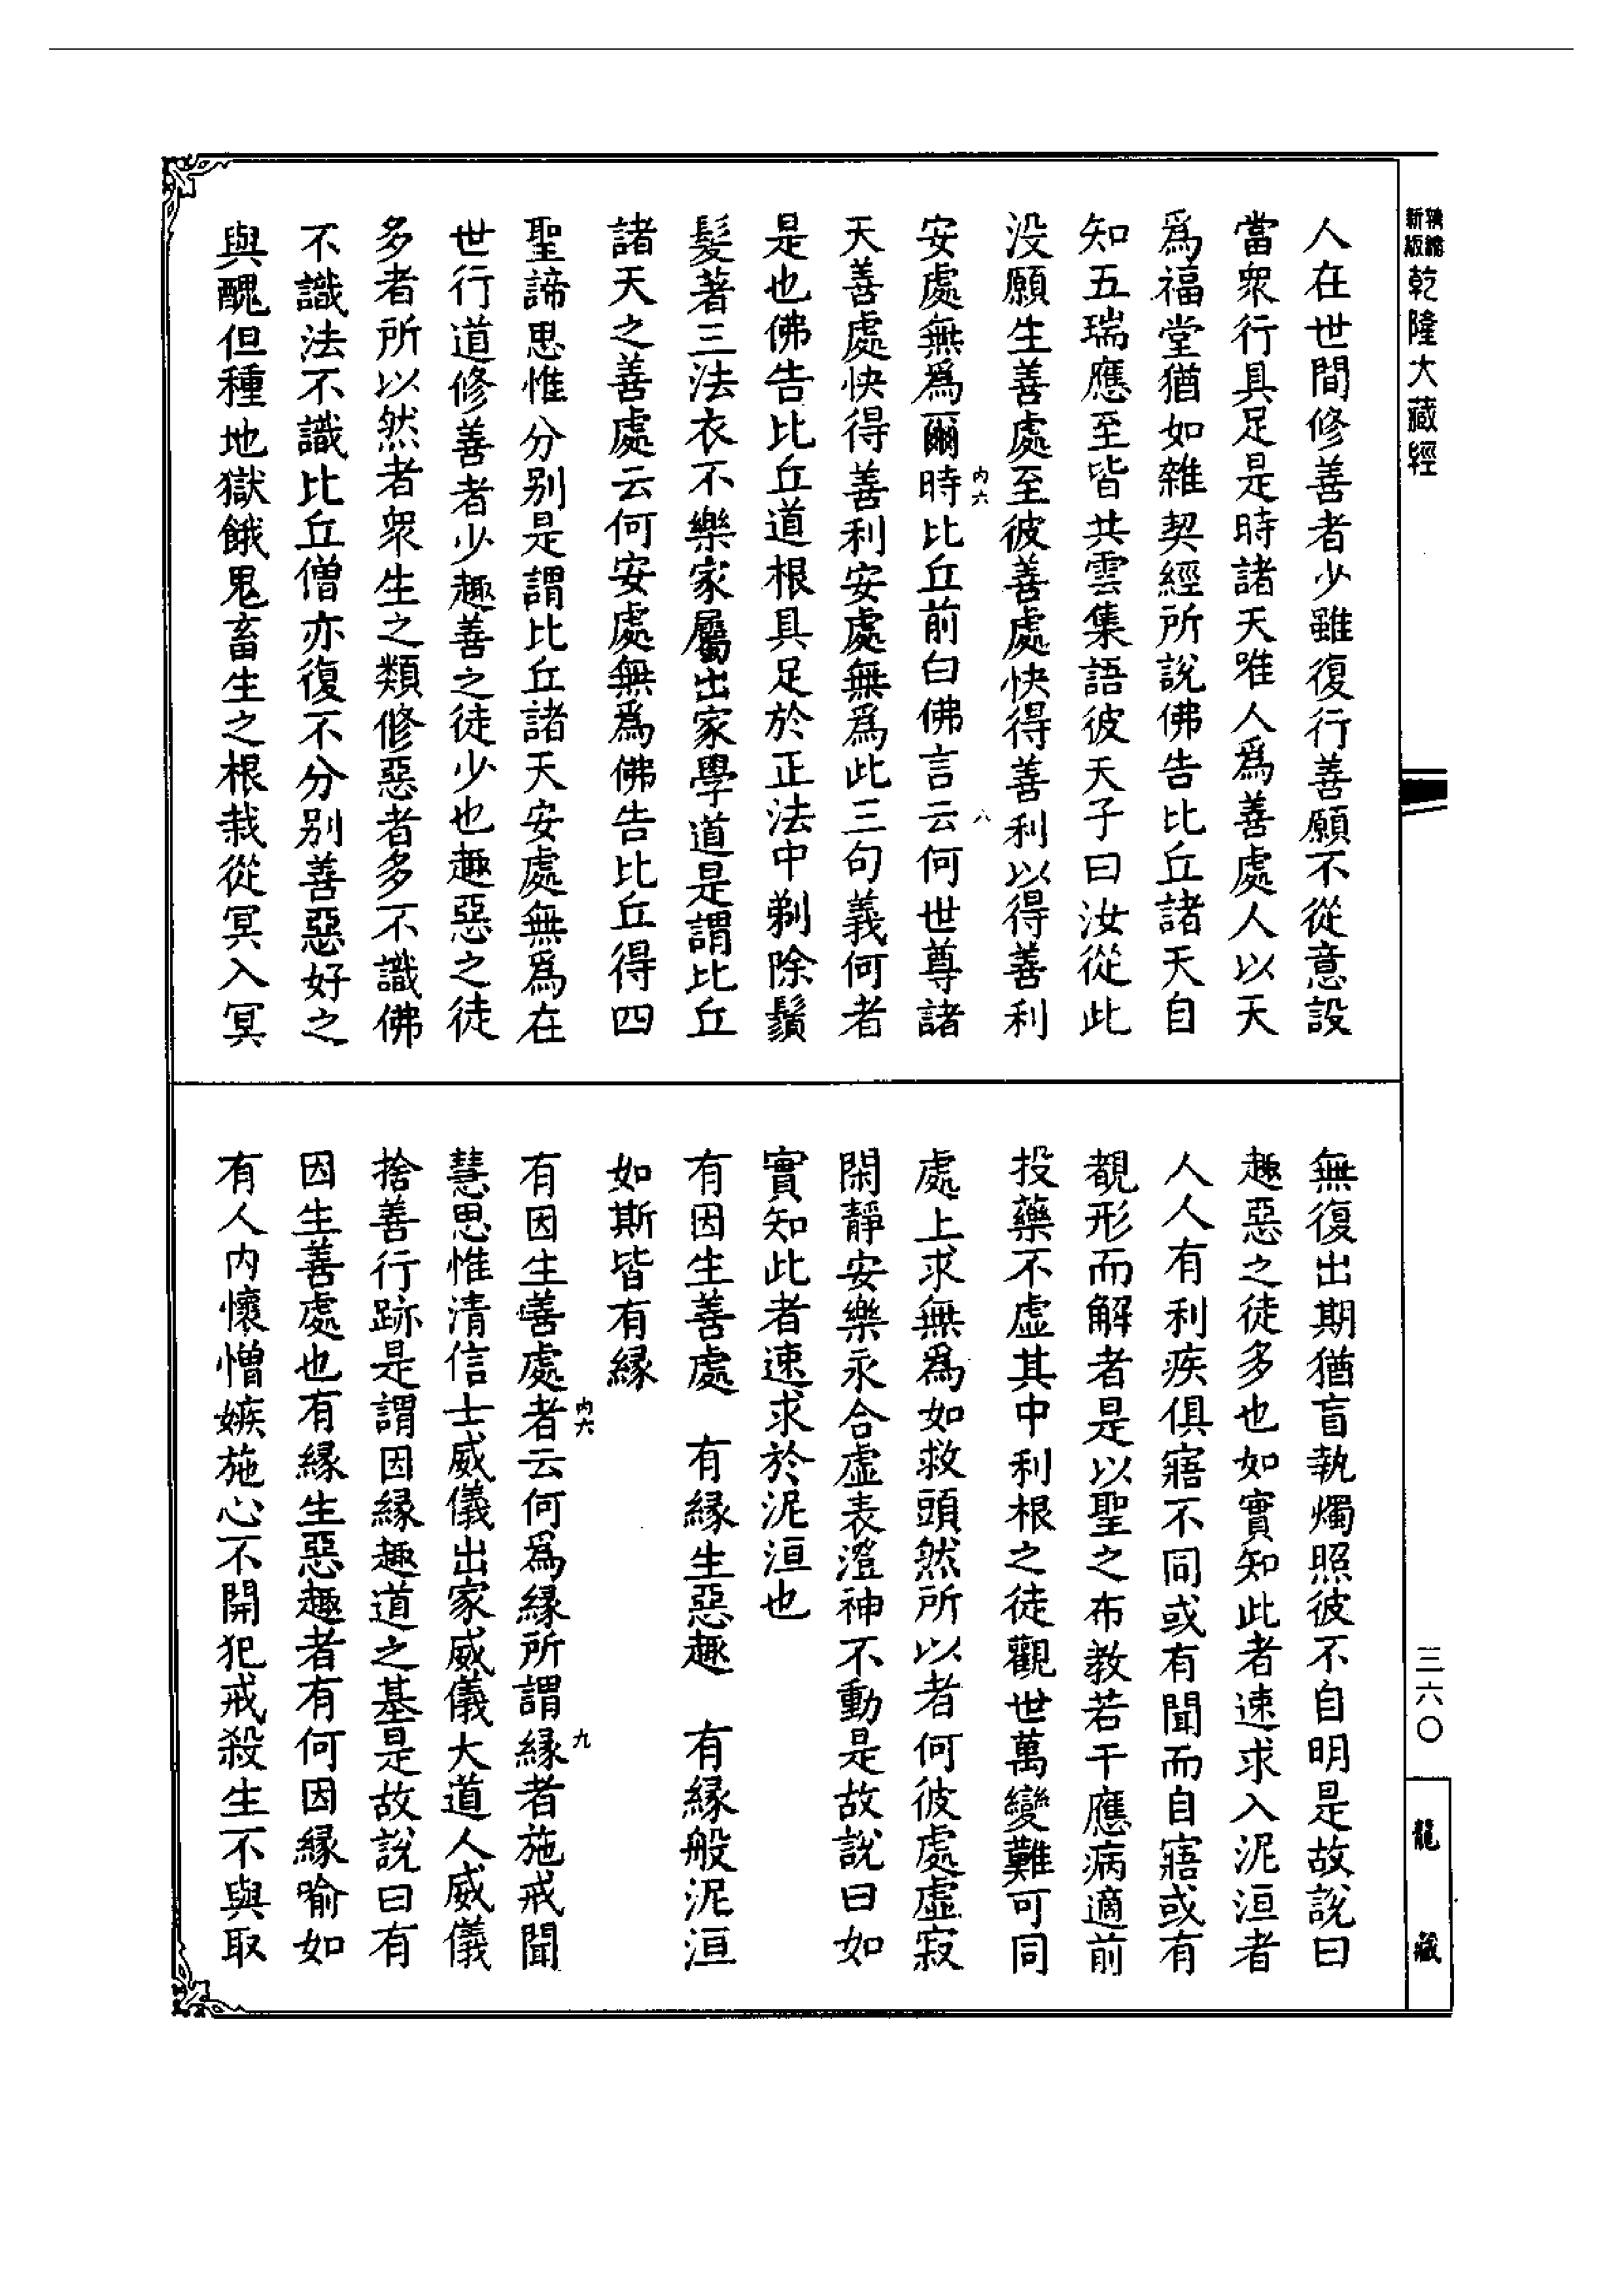 新版乾隆大藏經
人在世間修善者少雖復行善願不從意設
當衆行具足是時諸天唯人爲善處人以天
爲福堂猶如雜契經所說佛告比丘諸天自
知五瑞應至皆共雲集語彼天子曰汝從此
没願生善處至彼善處快得善利以得善利
内六
八
安處無爲爾時比丘前白佛言云何世尊諸
天善處快得善利安處無爲此三句義何者
是也佛告比丘道根具足於正法中剃除鬚
髮著三法衣不樂家屬出家學道是謂比丘
諸天之善處云何安處無爲佛告比丘得四
聖諦思惟分别是謂比丘諸天安處無爲在
世行道修善者少趣善之徒少也趣惡之徒
多者所以然者衆生之類修惡者多不識佛
不識法不識比丘僧亦復不分别善惡好之
與醜但種地獄餓鬼畜生之根栽從冥入冥
無復出期猶盲執燭照彼不自明是故說曰
趣惡之徒多也如實知此者速求入泥洹者
人人有利疾俱寤不同或有聞而自寤或有
覩形而解者是以聖之布教若干應病適前
投藥不虚其中利根之徒觀世萬變難可同
處上求無爲如救頭然所以者何彼處虚寂
閑靜安樂永合虚表澄神不動是故說曰如
實知此者速求於泥洹也
有因生善處　有緣生惡趣　有緣般泥洹
如斯皆有緣
内六
九
有因生善處者云何爲緣所謂緣者施戒聞
慧思惟清信士威儀出家威儀大道人威儀
捨善行跡是謂因緣趣道之基是故說曰有
因生善處也有緣生惡趣者有何因緣喻如
有人内懷憎嫉施心不開犯戒殺生不與取
三六〇
龍藏